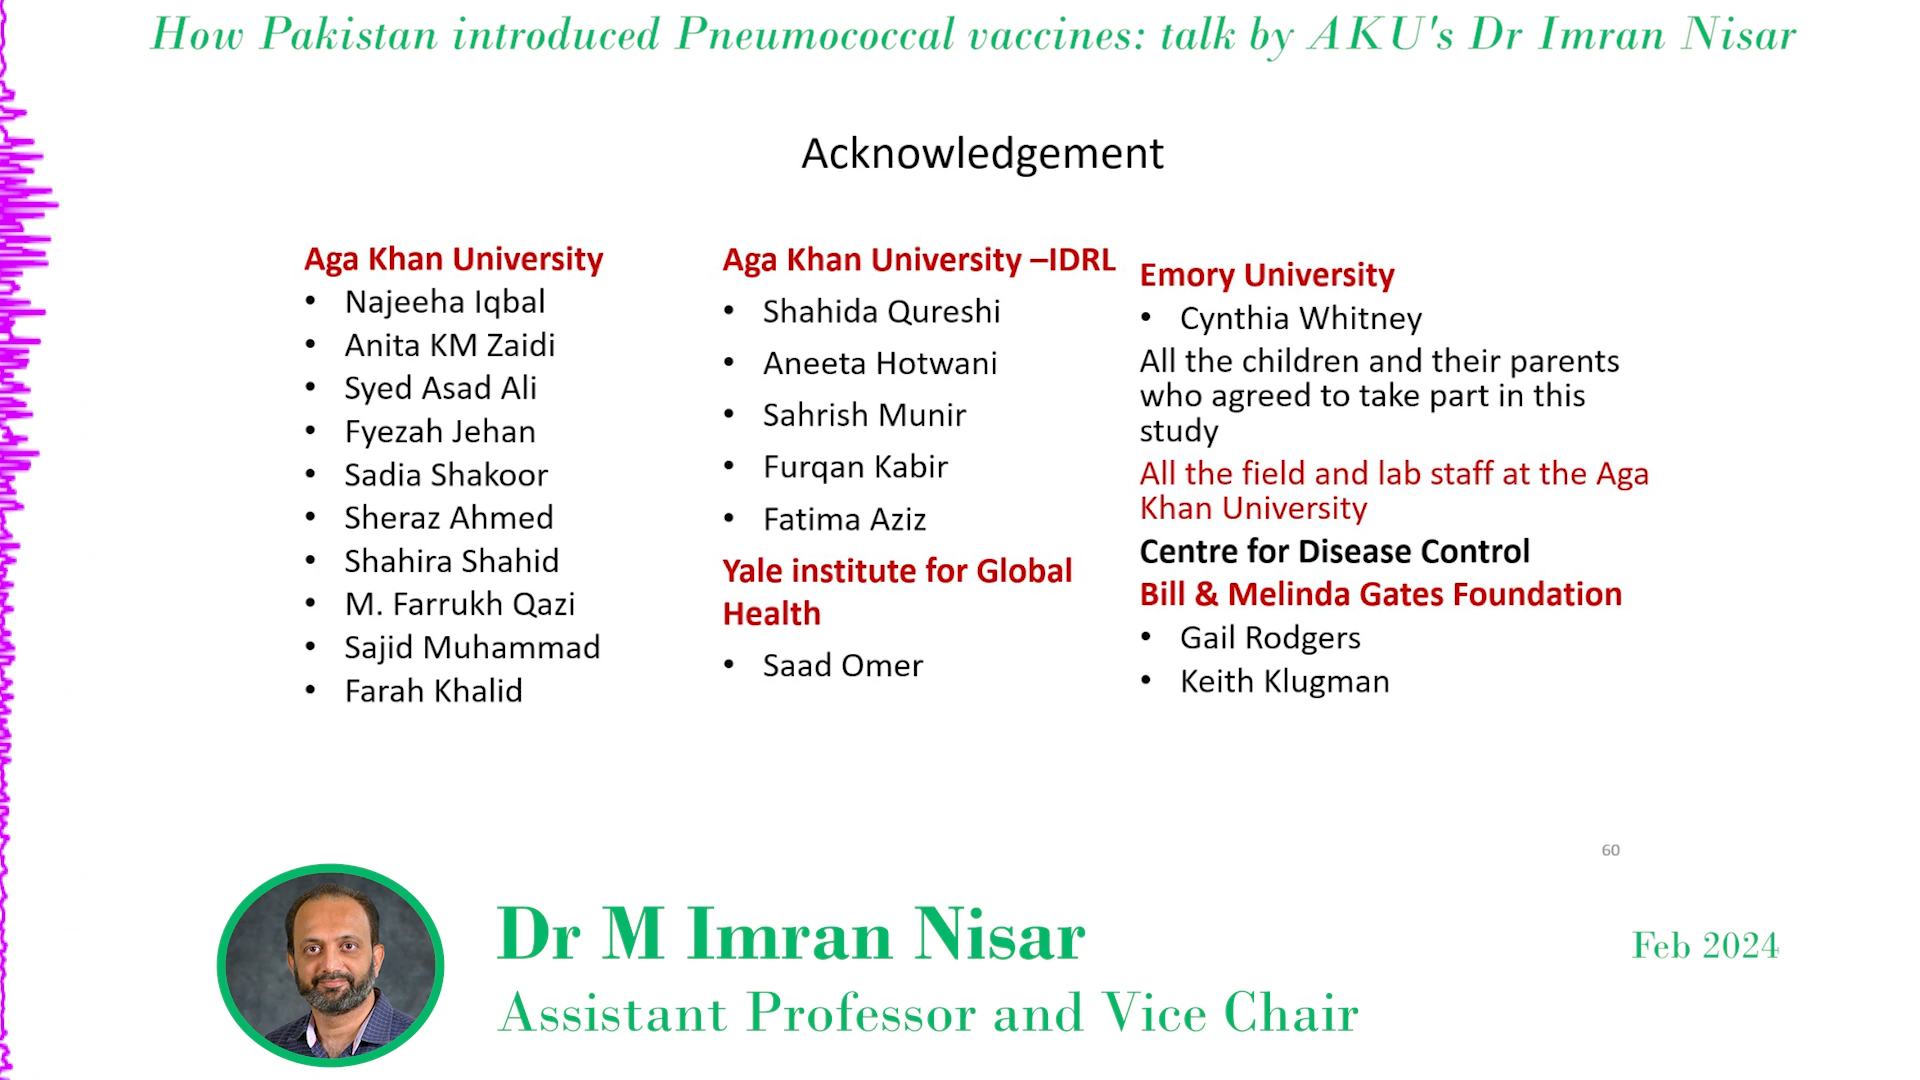 How Pakistan introduced Pneumococcal vaccines: talk by AKU's Dr Imran Nisar
Acknowledgement
Aga Khan University
• Najeeha Iqbal
• Anita KM Zaidi
• Syed Asad Ali
• Fyezah Jehan
• Sadia Shakoor
• Sheraz Ahmed
• Shahira Shahid
• M. Farrukh Qazi
• Sajid Muhammad
• Farah Khalid
Aga Khan University –IDRL
• Shahida Qureshi
• Aneeta Hotwani
• Sahrish Munir
• Furqan Kabir
• Fatima Aziz
Yale institute for Global
Health
• Saad Omer
Emory University
• Cynthia Whitney
All the children and their parents
who agreed to take part in this
study
All the field and lab staff at the Aga
Khan University
Centre for Disease Control
Bill & Melinda Gates Foundation
• Gail Rodgers
• Keith Klugman
60
Dr M Imran Nisar
Assistant Professor and Vice Chair
Feb 2024